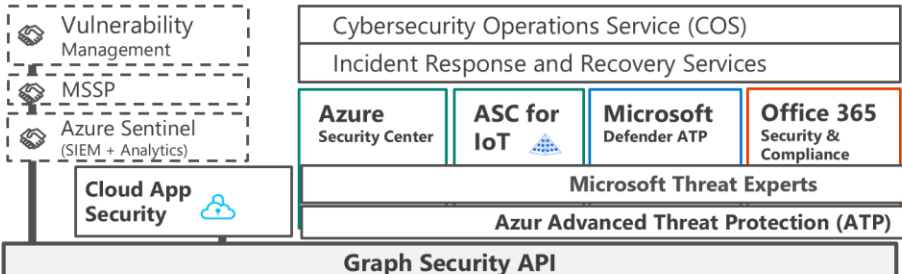 Vulnerability
Management
MSSP
Azure Sentinel
(SIEM + Analytics)
Cloud App
Security
Cybersecurity Operations Service (COS)
Incident Response and Recovery Services
Azure
Security Center
ASC for
IoT
Microsoft
Defender ATP
Office 365
Security &
Compliance
Microsoft Threat Experts
Azur Advanced Threat Protection (ATP)
Graph Security API